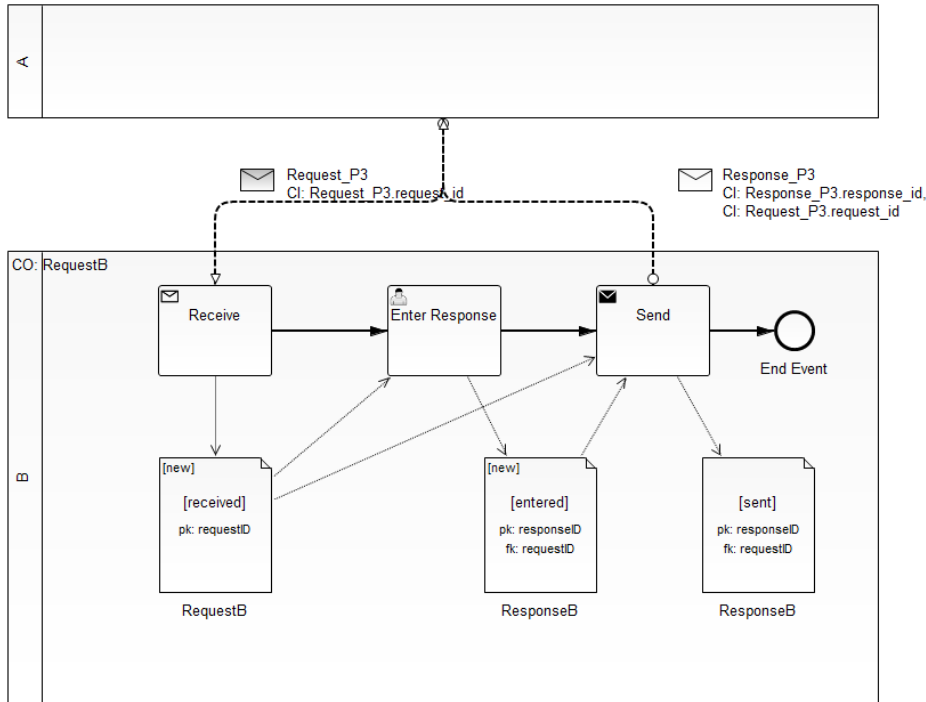 A
Request_P3
CI: Request_P3.request_id
Response_P3
CI: Response_P3.response_id,
CI: Request_P3.request_id
CO: RequestB
B
Receive
Enter Response
Send
End Event
[new]
[received]
pk: requestID
RequestB
[new]
[entered]
pk: responseID
fk: requestID
ResponseB
[sent]
pk: responseID
fk: requestID
ResponseB